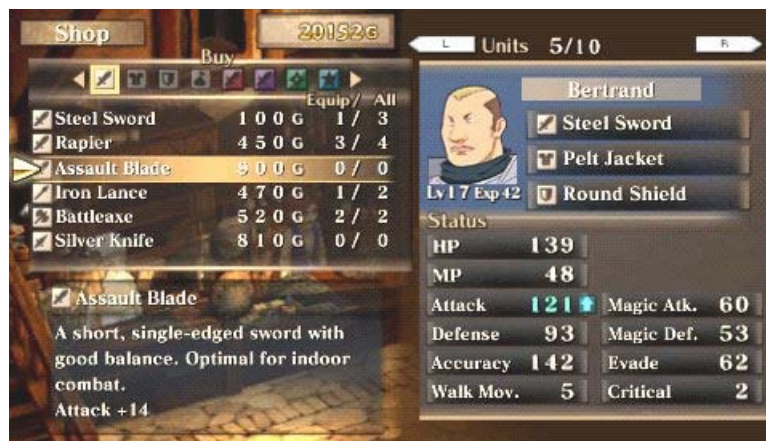 Shop
20152G
L Units 5/10 R
Buy
Equip/ All
Steel Sword 100G 1/ 3
Rapier 450G 3/ 4
Assault Blade 900G 0/ 0
Iron Lance 470G 1/ 2
Battleaxe 520G 2/ 2
Silver Knife 810G 0/ 0
Assault Blade
A short, single-edged sword with
good balance. Optimal for indoor
combat.
Attack +14
Bertrand
Steel Sword
Pelt Jacket
Lv17 Exp42
Round Shield
Status
HP 139
MP 48
Attack 121 Magic Atk. 60
Defense 93 Magic Def. 53
Accuracy 142 Evade 62
Walk Mov. 5 Critical 2